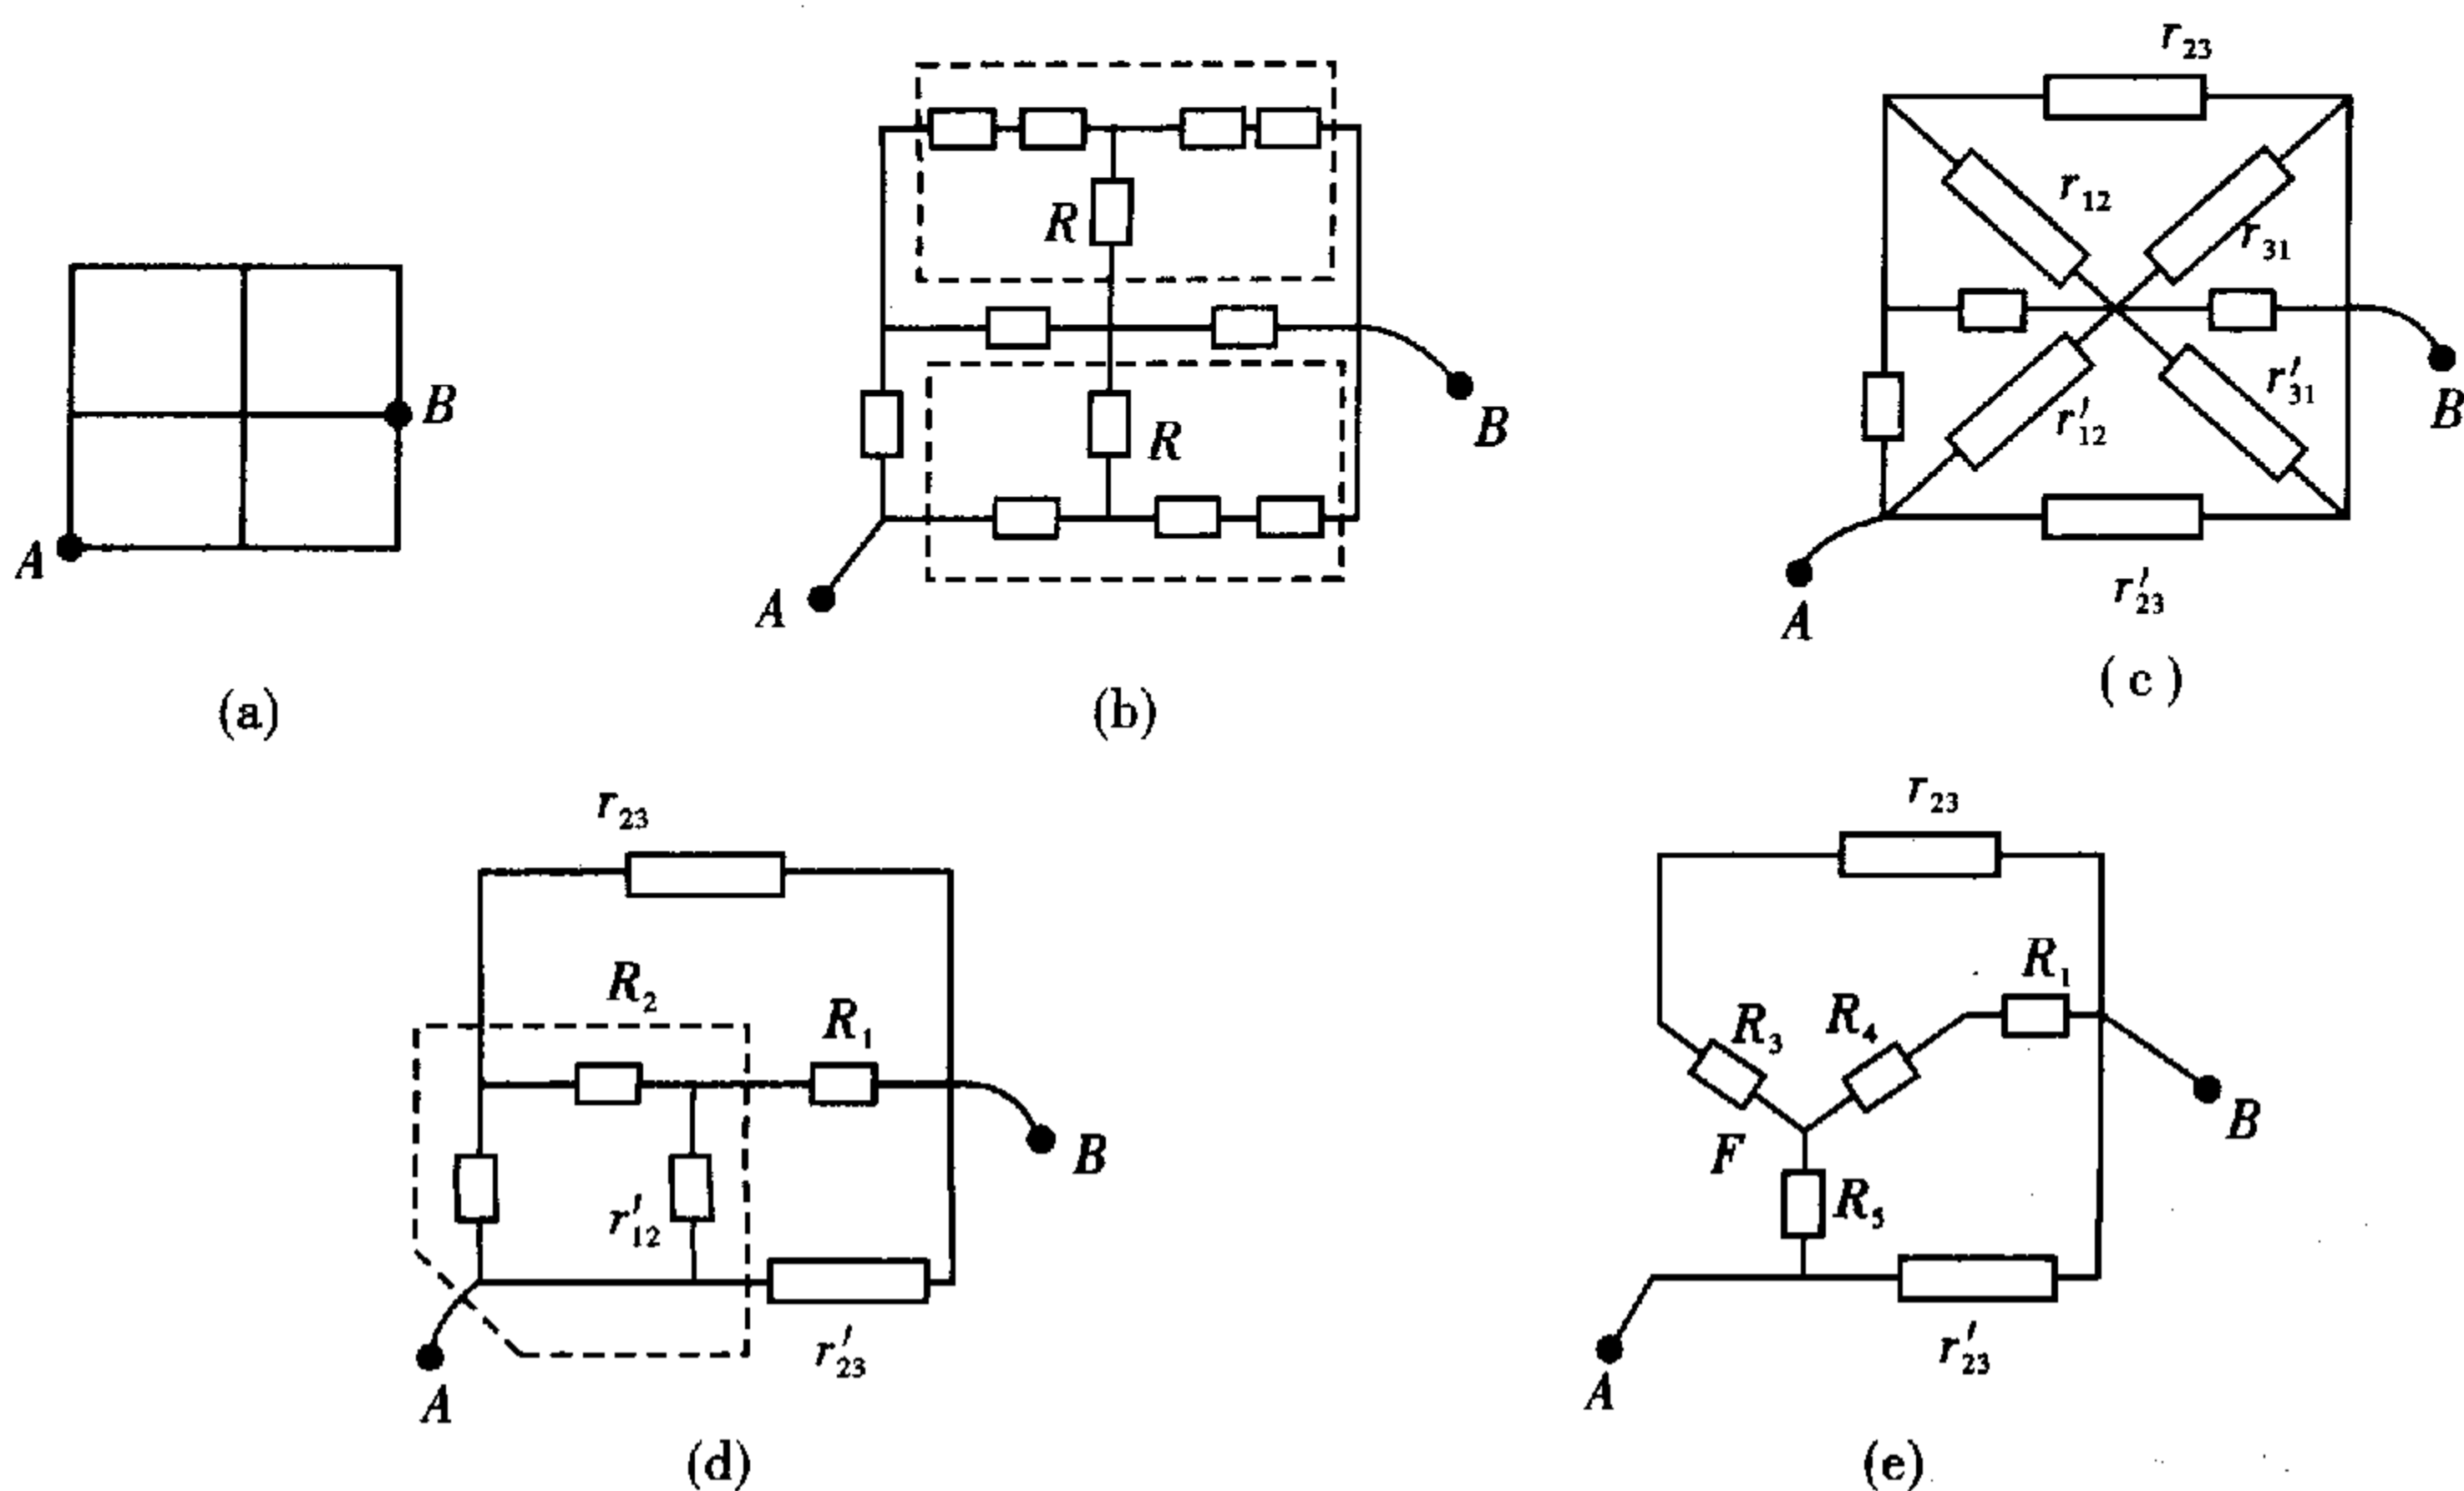 A
B
(a)
R
R
A
B
(b)
r₂₃
r₁₂
r₃₁
r′₁₂
r′₃₁
r′₂₃
A
B
(c)
r₂₃
R₂
R₁
r′₁₂
r′₂₃
A
B
(d)
r₂₃
R₁
R₃
R₄
F
R₅
r′₂₃
A
B
(e)